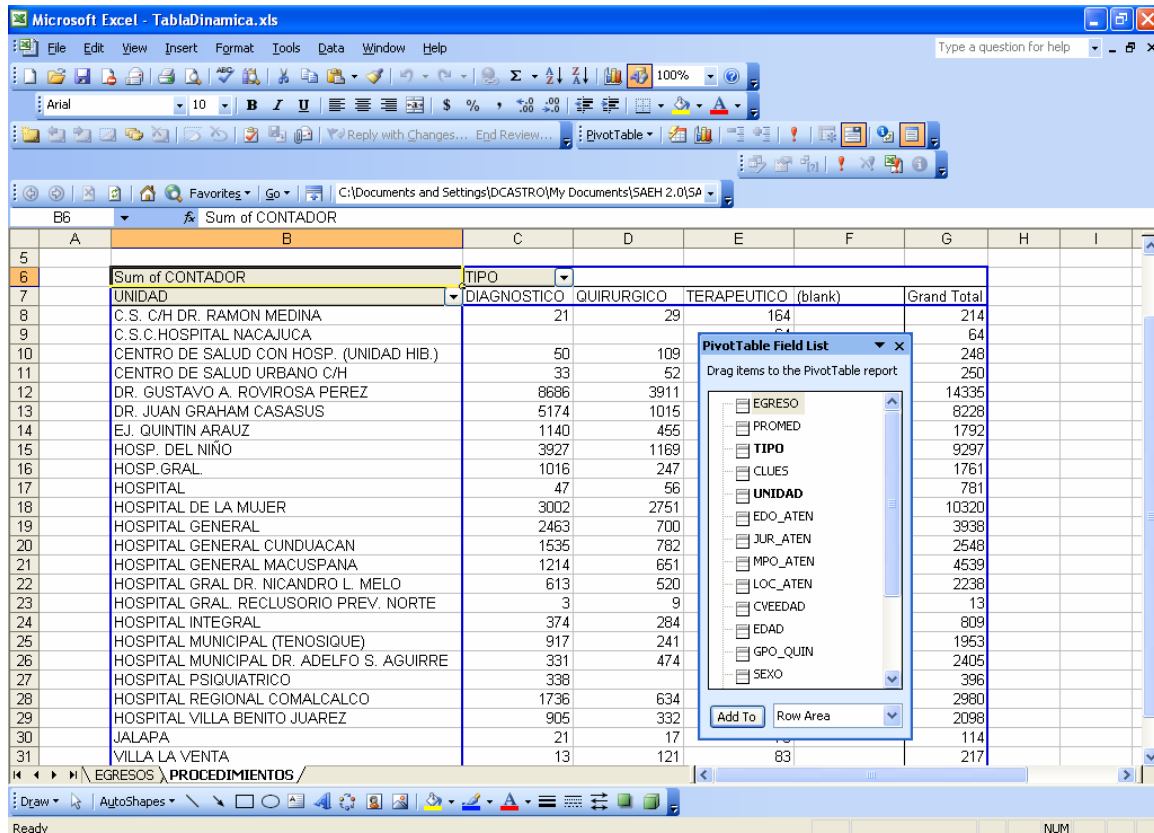 Microsoft Excel - TablaDinamica.xls
File Edit View Insert Format Tools Data Window Help Type a question for help
100%
Arial 10 B I U $ % ,
Reply with Changes... End Review... PivotTable
Favorites Go C:\Documents and Settings\DCASTRO\My Documents\SAEH 2.0\SA
B6 fx Sum of CONTADOR
A B C D E F G H I
5
6 Sum of CONTADOR TIPO
7 UNIDAD DIAGNOSTICO QUIRURGICO TERAPEUTICO (blank) Grand Total
8 C.S. C/H DR. RAMON MEDINA 21 29 164 214
9 C.S.C.HOSPITAL NACAJUCA 64
10 CENTRO DE SALUD CON HOSP. (UNIDAD HIB.) 50 109 248
11 CENTRO DE SALUD URBANO C/H 33 52 250
12 DR. GUSTAVO A. ROVIROSA PEREZ 8686 3911 14335
13 DR. JUAN GRAHAM CASASUS 5174 1015 8228
14 EJ. QUINTIN ARAUZ 1140 455 1792
15 HOSP. DEL NIÑO 3927 1169 9297
16 HOSP.GRAL. 1016 247 1761
17 HOSPITAL 47 56 781
18 HOSPITAL DE LA MUJER 3002 2751 10320
19 HOSPITAL GENERAL 2463 700 3938
20 HOSPITAL GENERAL CUNDUACAN 1535 782 2548
21 HOSPITAL GENERAL MACUSPANA 1214 651 4539
22 HOSPITAL GRAL DR. NICANDRO L. MELO 613 520 2238
23 HOSPITAL GRAL. RECLUSORIO PREV. NORTE 3 9 13
24 HOSPITAL INTEGRAL 374 284 809
25 HOSPITAL MUNICIPAL (TENOSIQUE) 917 241 1953
26 HOSPITAL MUNICIPAL DR. ADELFO S. AGUIRRE 331 474 2405
27 HOSPITAL PSIQUIATRICO 338 396
28 HOSPITAL REGIONAL COMALCALCO 1736 634 2980
29 HOSPITAL VILLA BENITO JUAREZ 905 332 2098
30 JALAPA 21 17 114
31 VILLA LA VENTA 13 121 83 217
PivotTable Field List
Drag items to the PivotTable report
EGRESO
PROMED
TIPO
CLUES
UNIDAD
EDO_ATEN
JUR_ATEN
MPO_ATEN
LOC_ATEN
CVEEDAD
EDAD
GPO_QUIN
SEXO
Add To Row Area
EGRESOS PROCEDIMIENTOS
Draw AutoShapes
Ready NUM